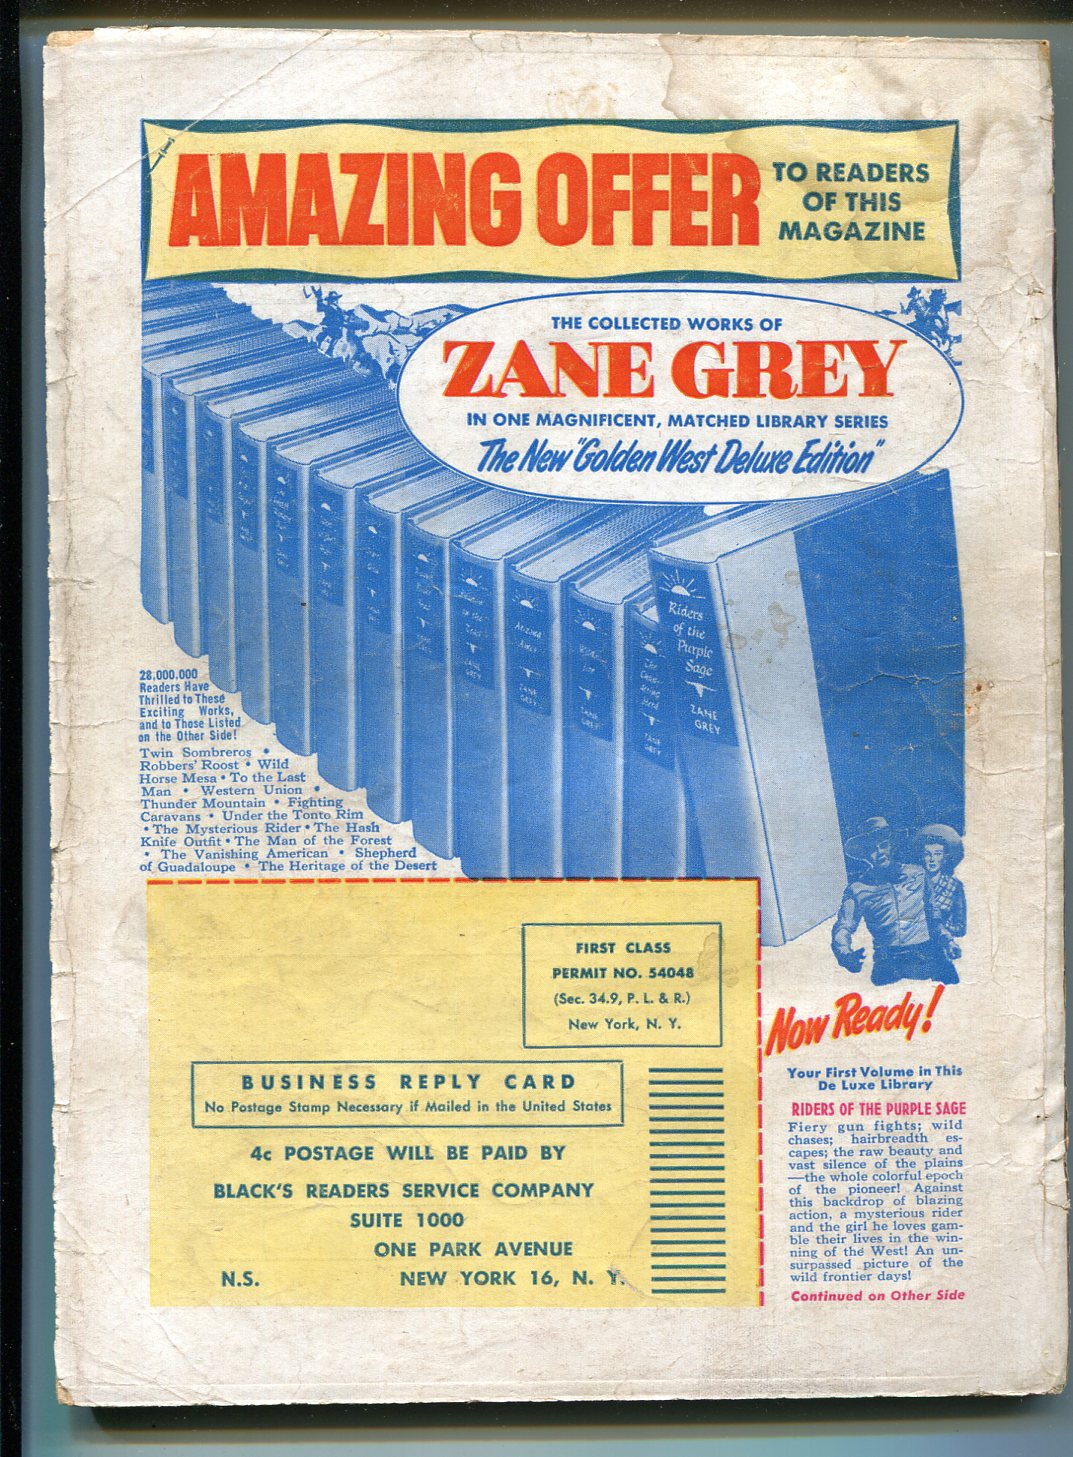 AMAZING OFFER
TO READERS
OF THIS
MAGAZINE
THE COLLECTED WORKS OF
ZANE GREY
IN ONE MAGNIFICENT, MATCHED LIBRARY SERIES
The New "Golden West Deluxe Edition"
Riders
of the
Purple
Sage
ZANE
GREY
ZANE
GREY
ZANE
GREY
Arizona
Ames
ZANE
GREY
ZANE
GREY
28,000,000
Readers Have
Thrilled to These
Exciting Works,
and to Those Listed
on the Other Side!
Twin Sombreros •
Robbers' Roost • Wild
Horse Mesa • To the Last
Man • Western Union •
Thunder Mountain • Fighting
Caravans • Under the Tonto Rim
• The Mysterious Rider • The Hash
Knife Outfit • The Man of the Forest
• The Vanishing American • Shepherd
of Guadaloupe • The Heritage of the Desert
FIRST CLASS
PERMIT NO. 54048
(Sec. 34.9, P. L. & R.)
New York, N. Y.
BUSINESS REPLY CARD
No Postage Stamp Necessary if Mailed in the United States
4c POSTAGE WILL BE PAID BY
BLACK'S READERS SERVICE COMPANY
SUITE 1000
ONE PARK AVENUE
N.S. NEW YORK 16, N. Y.
Now Ready!
Your First Volume in This
De Luxe Library
RIDERS OF THE PURPLE SAGE
Fiery gun fights; wild
chases; hairbreadth es-
capes; the raw beauty and
vast silence of the plains
—the whole colorful epoch
of the pioneer! Against
this backdrop of blazing
action, a mysterious rider
and the girl he loves gam-
ble their lives in the win-
ning of the West! An un-
surpassed picture of the
wild frontier days!
Continued on Other Side